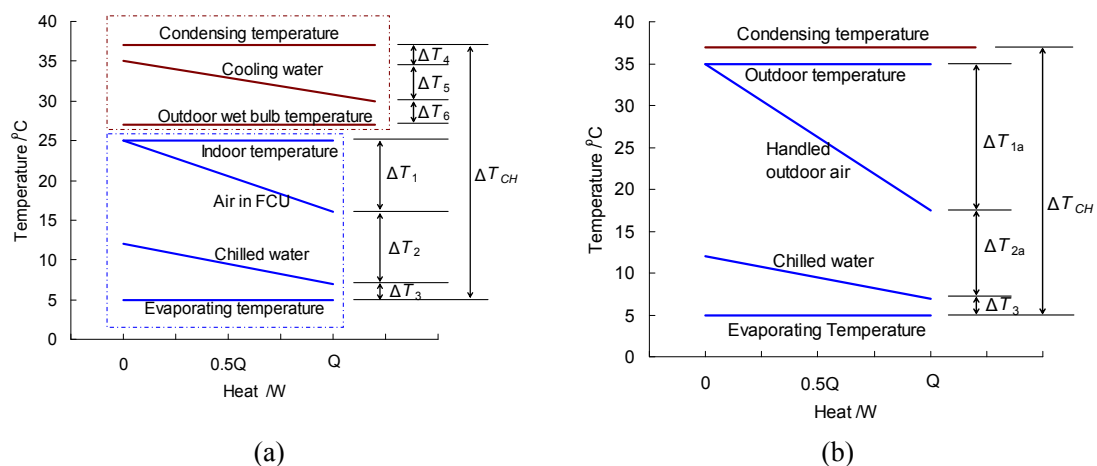 40
35
30
25
20
15
10
5
0
Temperature /℃
Condensing temperature
Cooling water
Outdoor wet bulb temperature
Indoor temperature
Air in FCU
Chilled water
Evaporating temperature
ΔT4
ΔT5
ΔT6
ΔT1
ΔT2
ΔT3
ΔTCH
0 0.5Q Q
Heat /W
(a)
40
35
30
25
20
15
10
5
0
Temperature /℃
Condensing temperature
Outdoor temperature
Handled
outdoor air
Chilled water
Evaporating Temperature
ΔT1a
ΔT2a
ΔT3
ΔTCH
0 0.5Q Q
Heat /W
(b)